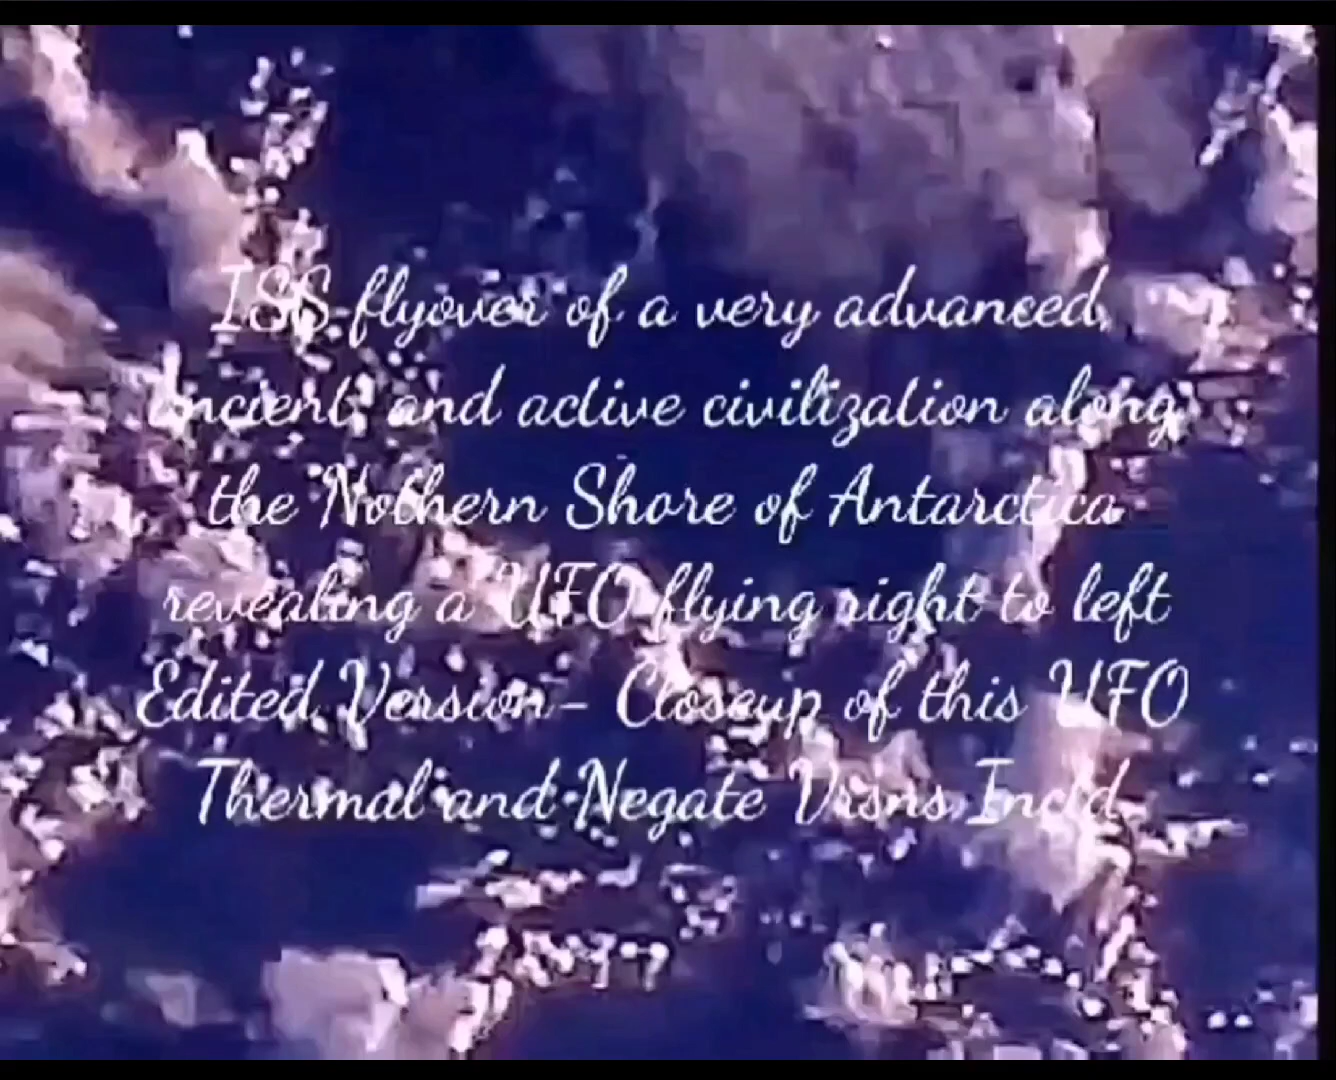 ISS flyover of a very advanced,
ancient, and active civilization along
the Nothern Shore of Antarctica
revealing a UFO flying right to left
Edited Version- Closeup of this UFO
Thermal and Negate Vrsns Incld